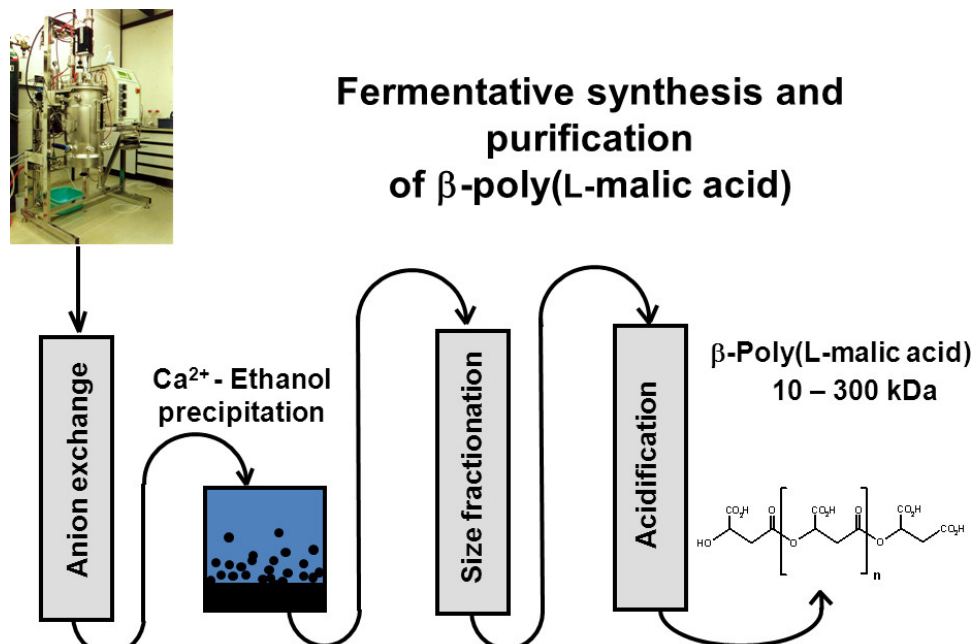 Fermentative synthesis and
purification
of β-poly(L-malic acid)
Anion exchange
Ca²⁺ - Ethanol
precipitation
Size fractionation
Acidification
β-Poly(L-malic acid)
10 – 300 kDa
CO₂H
HO
O
O
CO₂H
O
n
O
CO₂H
CO₂H